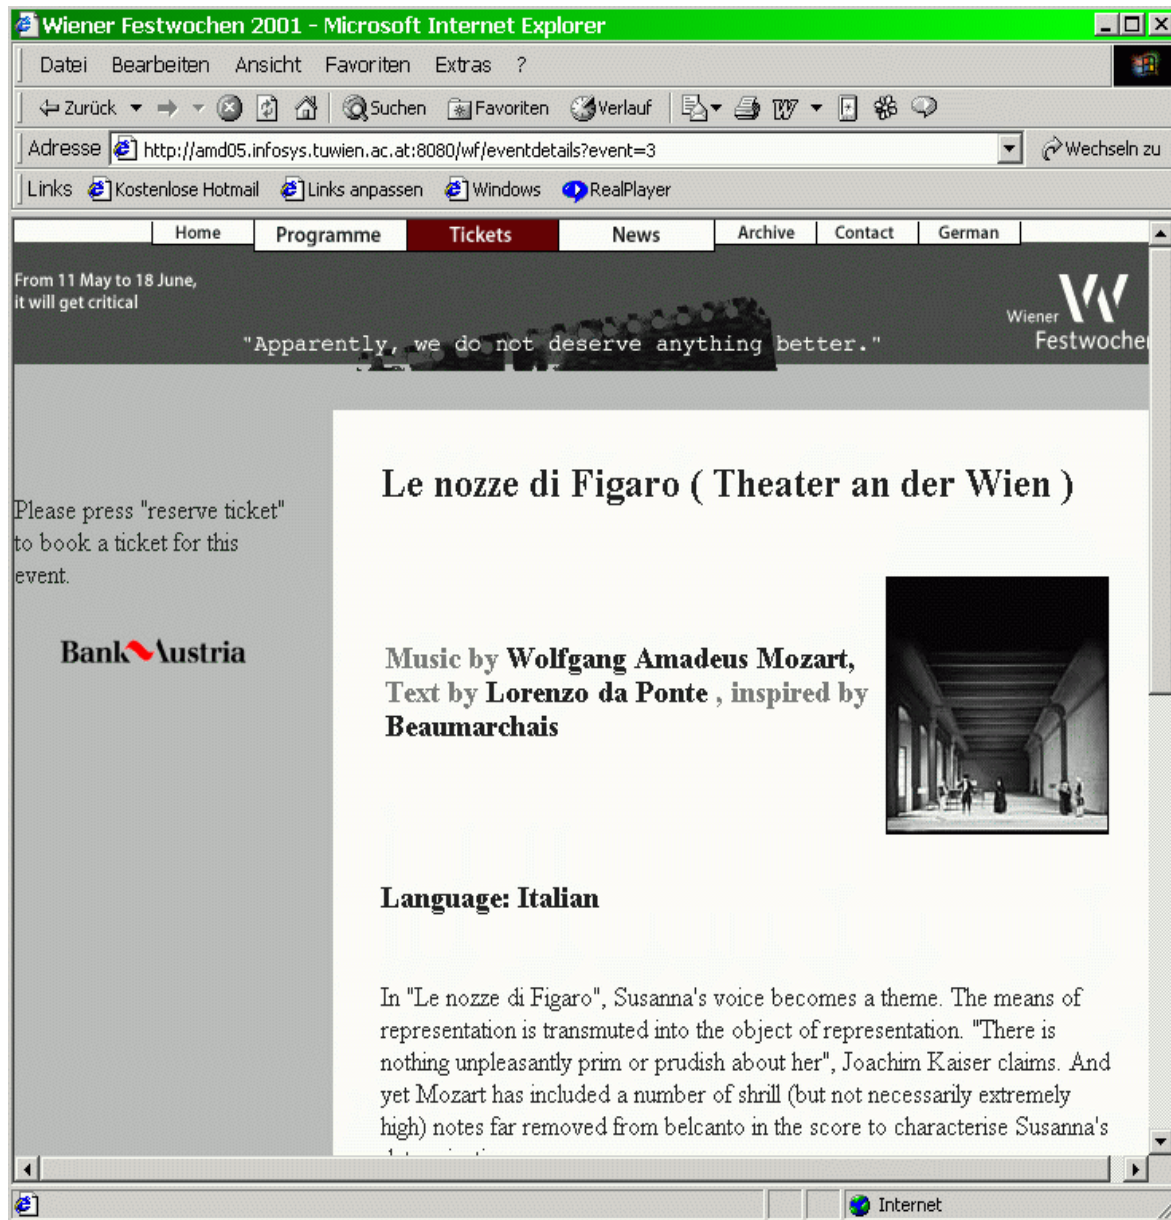 Wiener Festwochen 2001 - Microsoft Internet Explorer
Datei Bearbeiten Ansicht Favoriten Extras ?
Zurück Suchen Favoriten Verlauf
Adresse http://amd05.infosys.tuwien.ac.at:8080/wf/eventdetails?event=3 Wechseln zu
Links Kostenlose Hotmail Links anpassen Windows RealPlayer
Home Programme Tickets News Archive Contact German
From 11 May to 18 June,
it will get critical
Wiener
Festwochen
"Apparently, we do not deserve anything better."
Le nozze di Figaro ( Theater an der Wien )
Please press "reserve ticket"
to book a ticket for this
event.
Bank Austria
Music by Wolfgang Amadeus Mozart,
Text by Lorenzo da Ponte , inspired by
Beaumarchais
Language: Italian
In "Le nozze di Figaro", Susanna's voice becomes a theme. The means of
representation is transmuted into the object of representation. "There is
nothing unpleasantly prim or prudish about her", Joachim Kaiser claims. And
yet Mozart has included a number of shrill (but not necessarily extremely
high) notes far removed from belcanto in the score to characterise Susanna's
Internet